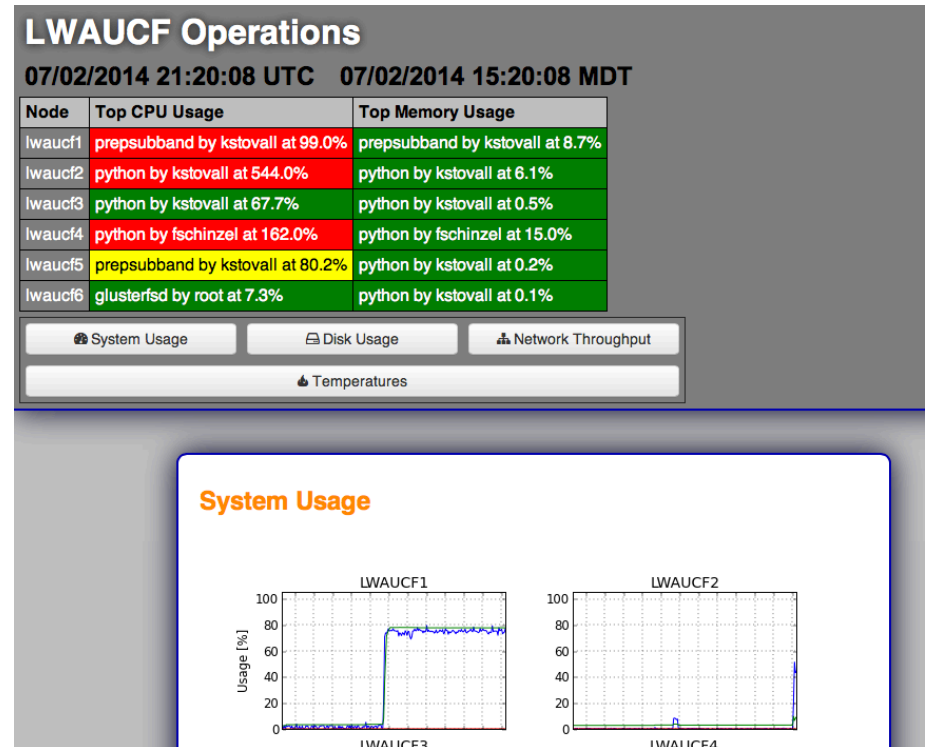 LWAUCF Operations
07/02/2014 21:20:08 UTC 07/02/2014 15:20:08 MDT
Node Top CPU Usage Top Memory Usage
lwaucf1 prepsubband by kstovall at 99.0% prepsubband by kstovall at 8.7%
lwaucf2 python by kstovall at 544.0% python by kstovall at 6.1%
lwaucf3 python by kstovall at 67.7% python by kstovall at 0.5%
lwaucf4 python by fschinzel at 162.0% python by fschinzel at 15.0%
lwaucf5 prepsubband by kstovall at 80.2% python by kstovall at 0.2%
lwaucf6 glusterfsd by root at 7.3% python by kstovall at 0.1%
System Usage Disk Usage Network Throughput
Temperatures
System Usage
LWAUCF1 LWAUCF2
100 100
80 80
60 60
40 40
20 20
0 0
Usage [%]
LWAUCF3 LWAUCF4